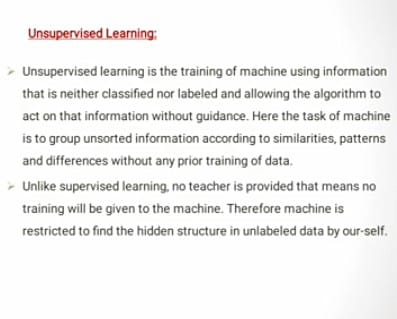 Unsupervised Learning:
➢ Unsupervised learning is the training of machine using information
that is neither classified nor labeled and allowing the algorithm to
act on that information without guidance. Here the task of machine
is to group unsorted information according to similarities, patterns
and differences without any prior training of data.
➢ Unlike supervised learning, no teacher is provided that means no
training will be given to the machine. Therefore machine is
restricted to find the hidden structure in unlabeled data by our-self.